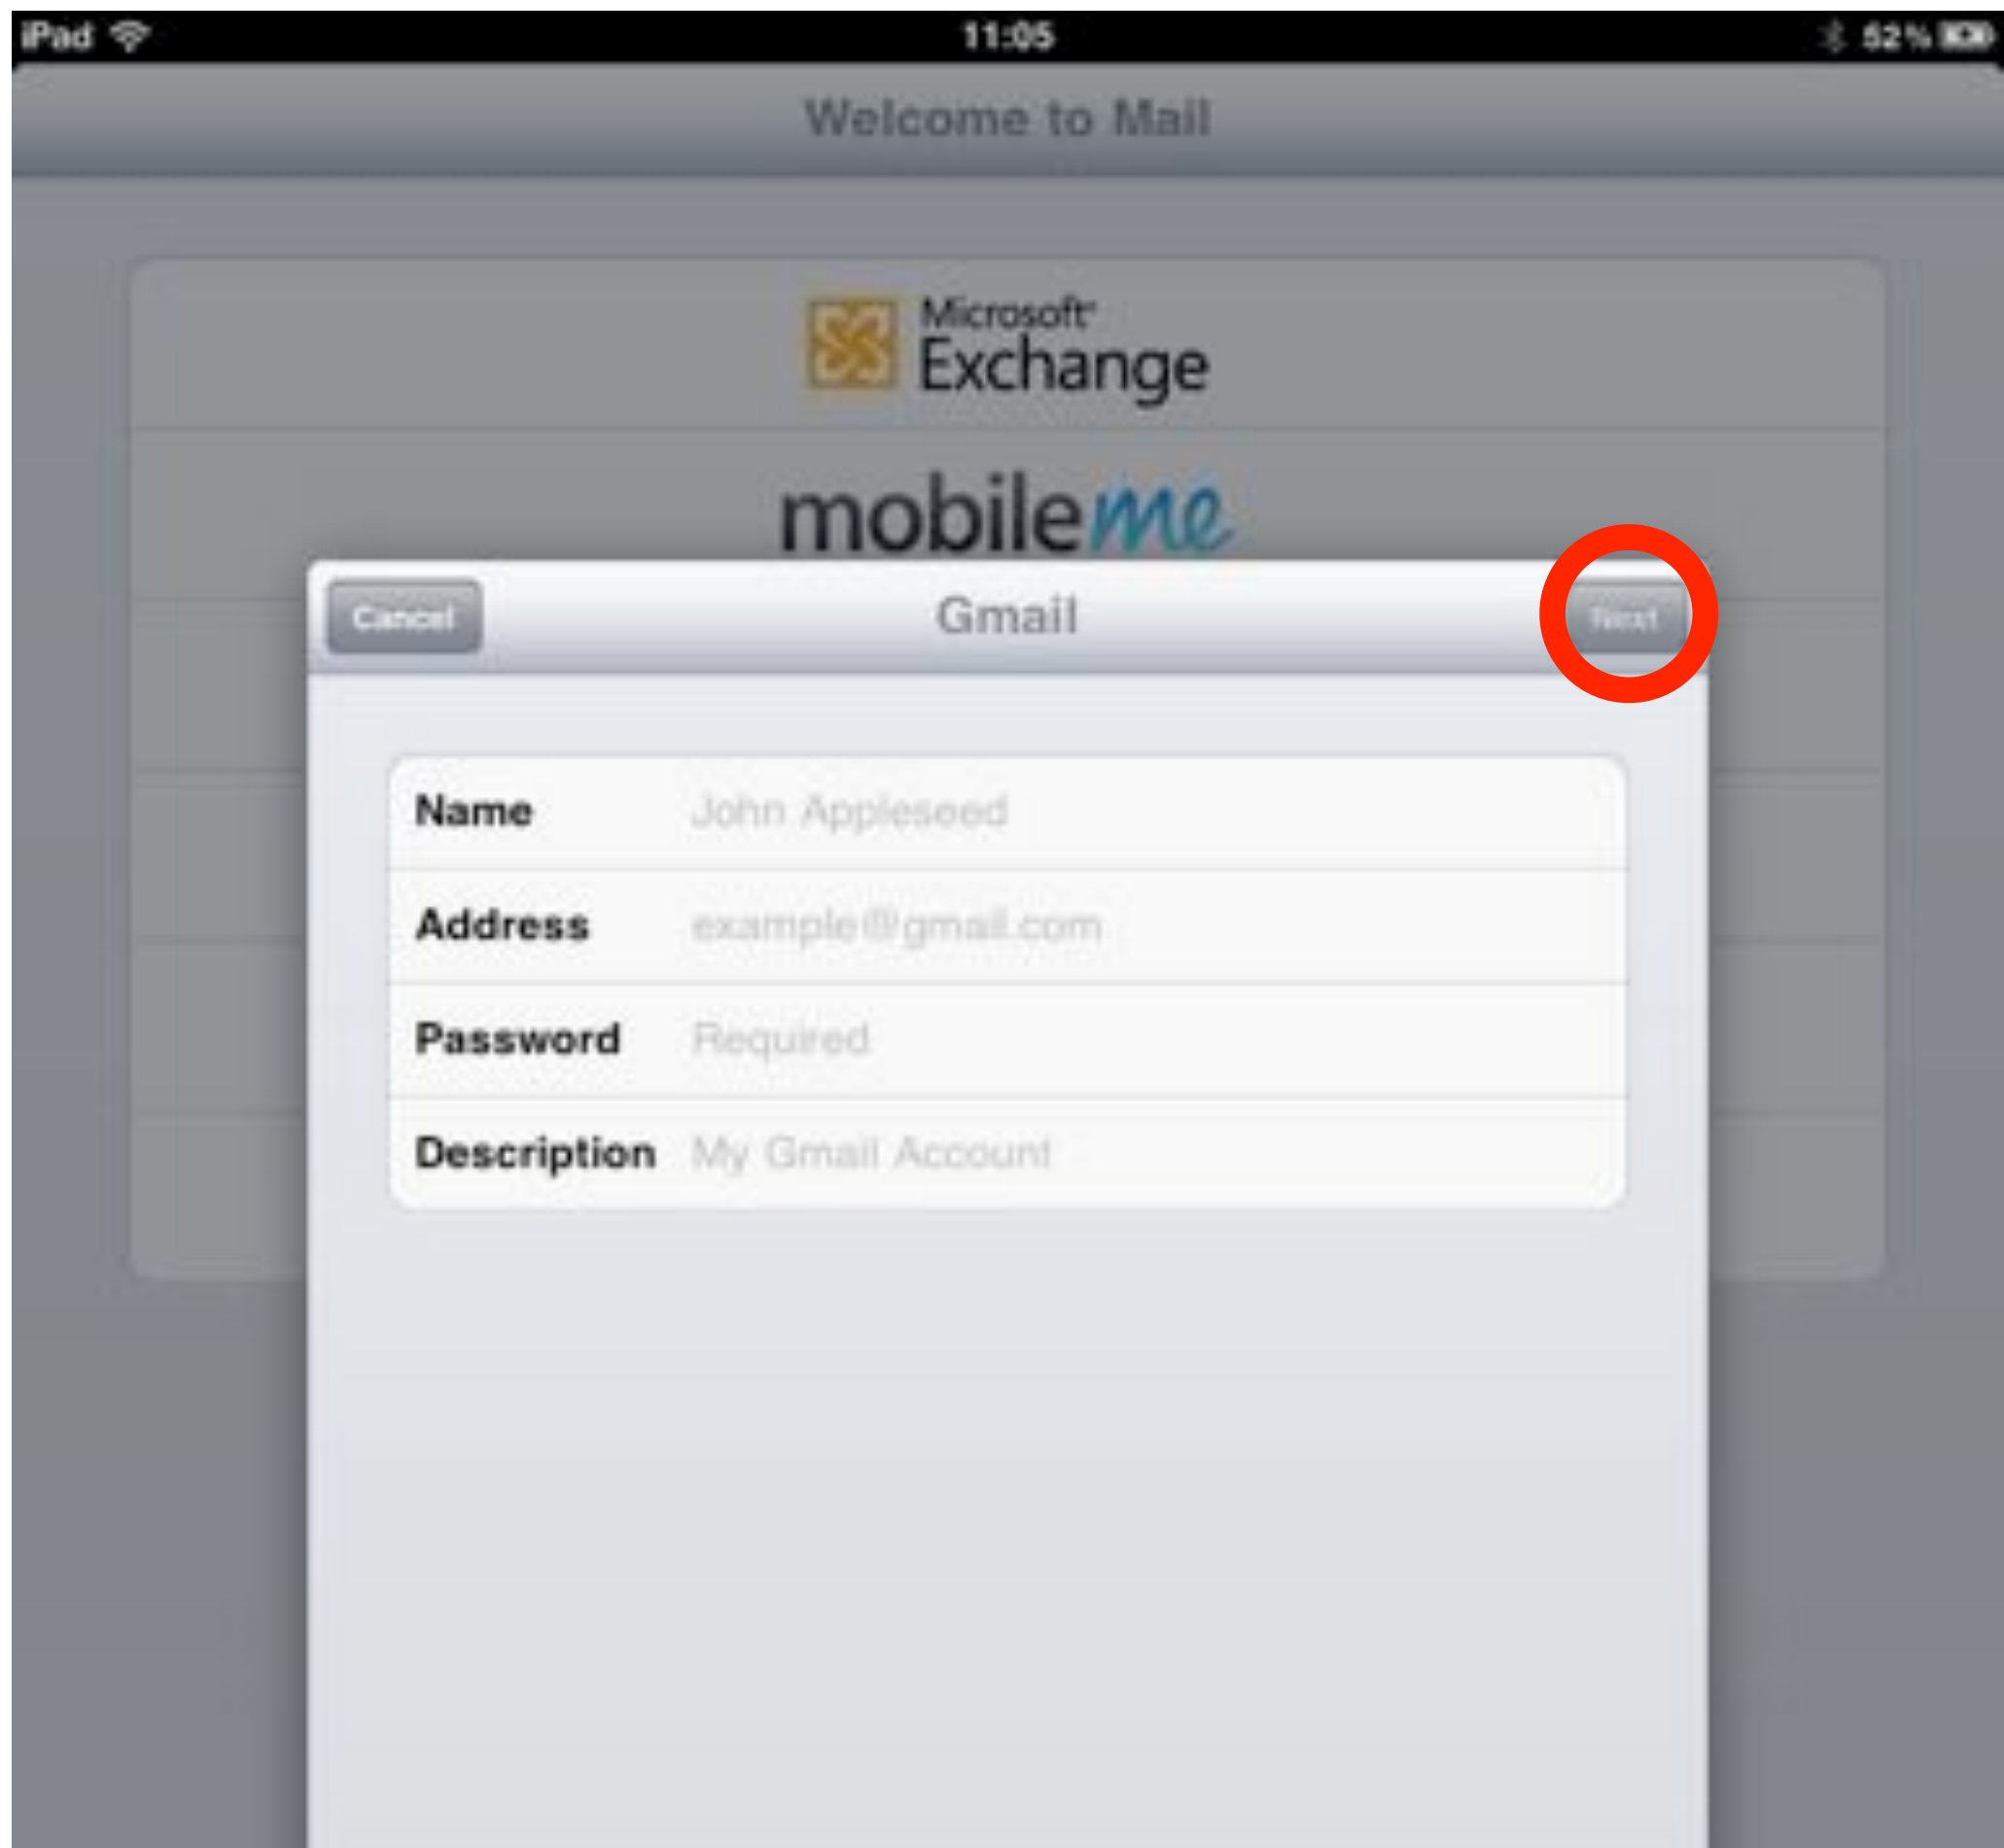 iPad 11:05 52%
Welcome to Mail
Microsoft®
Exchange
mobileme
Cancel Gmail Next
Name John Appleseed
Address example@gmail.com
Password Required
Description My Gmail Account